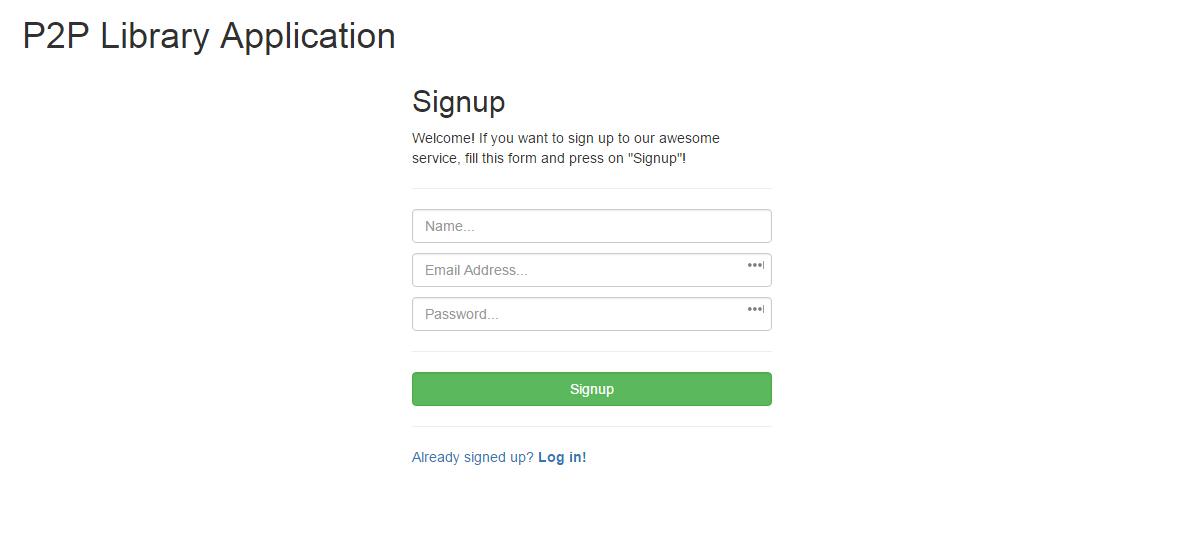 P2P Library Application
Signup
Welcome! If you want to sign up to our awesome
service, fill this form and press on "Signup"!
Name...
Email Address...
Password...
Signup
Already signed up? Log in!